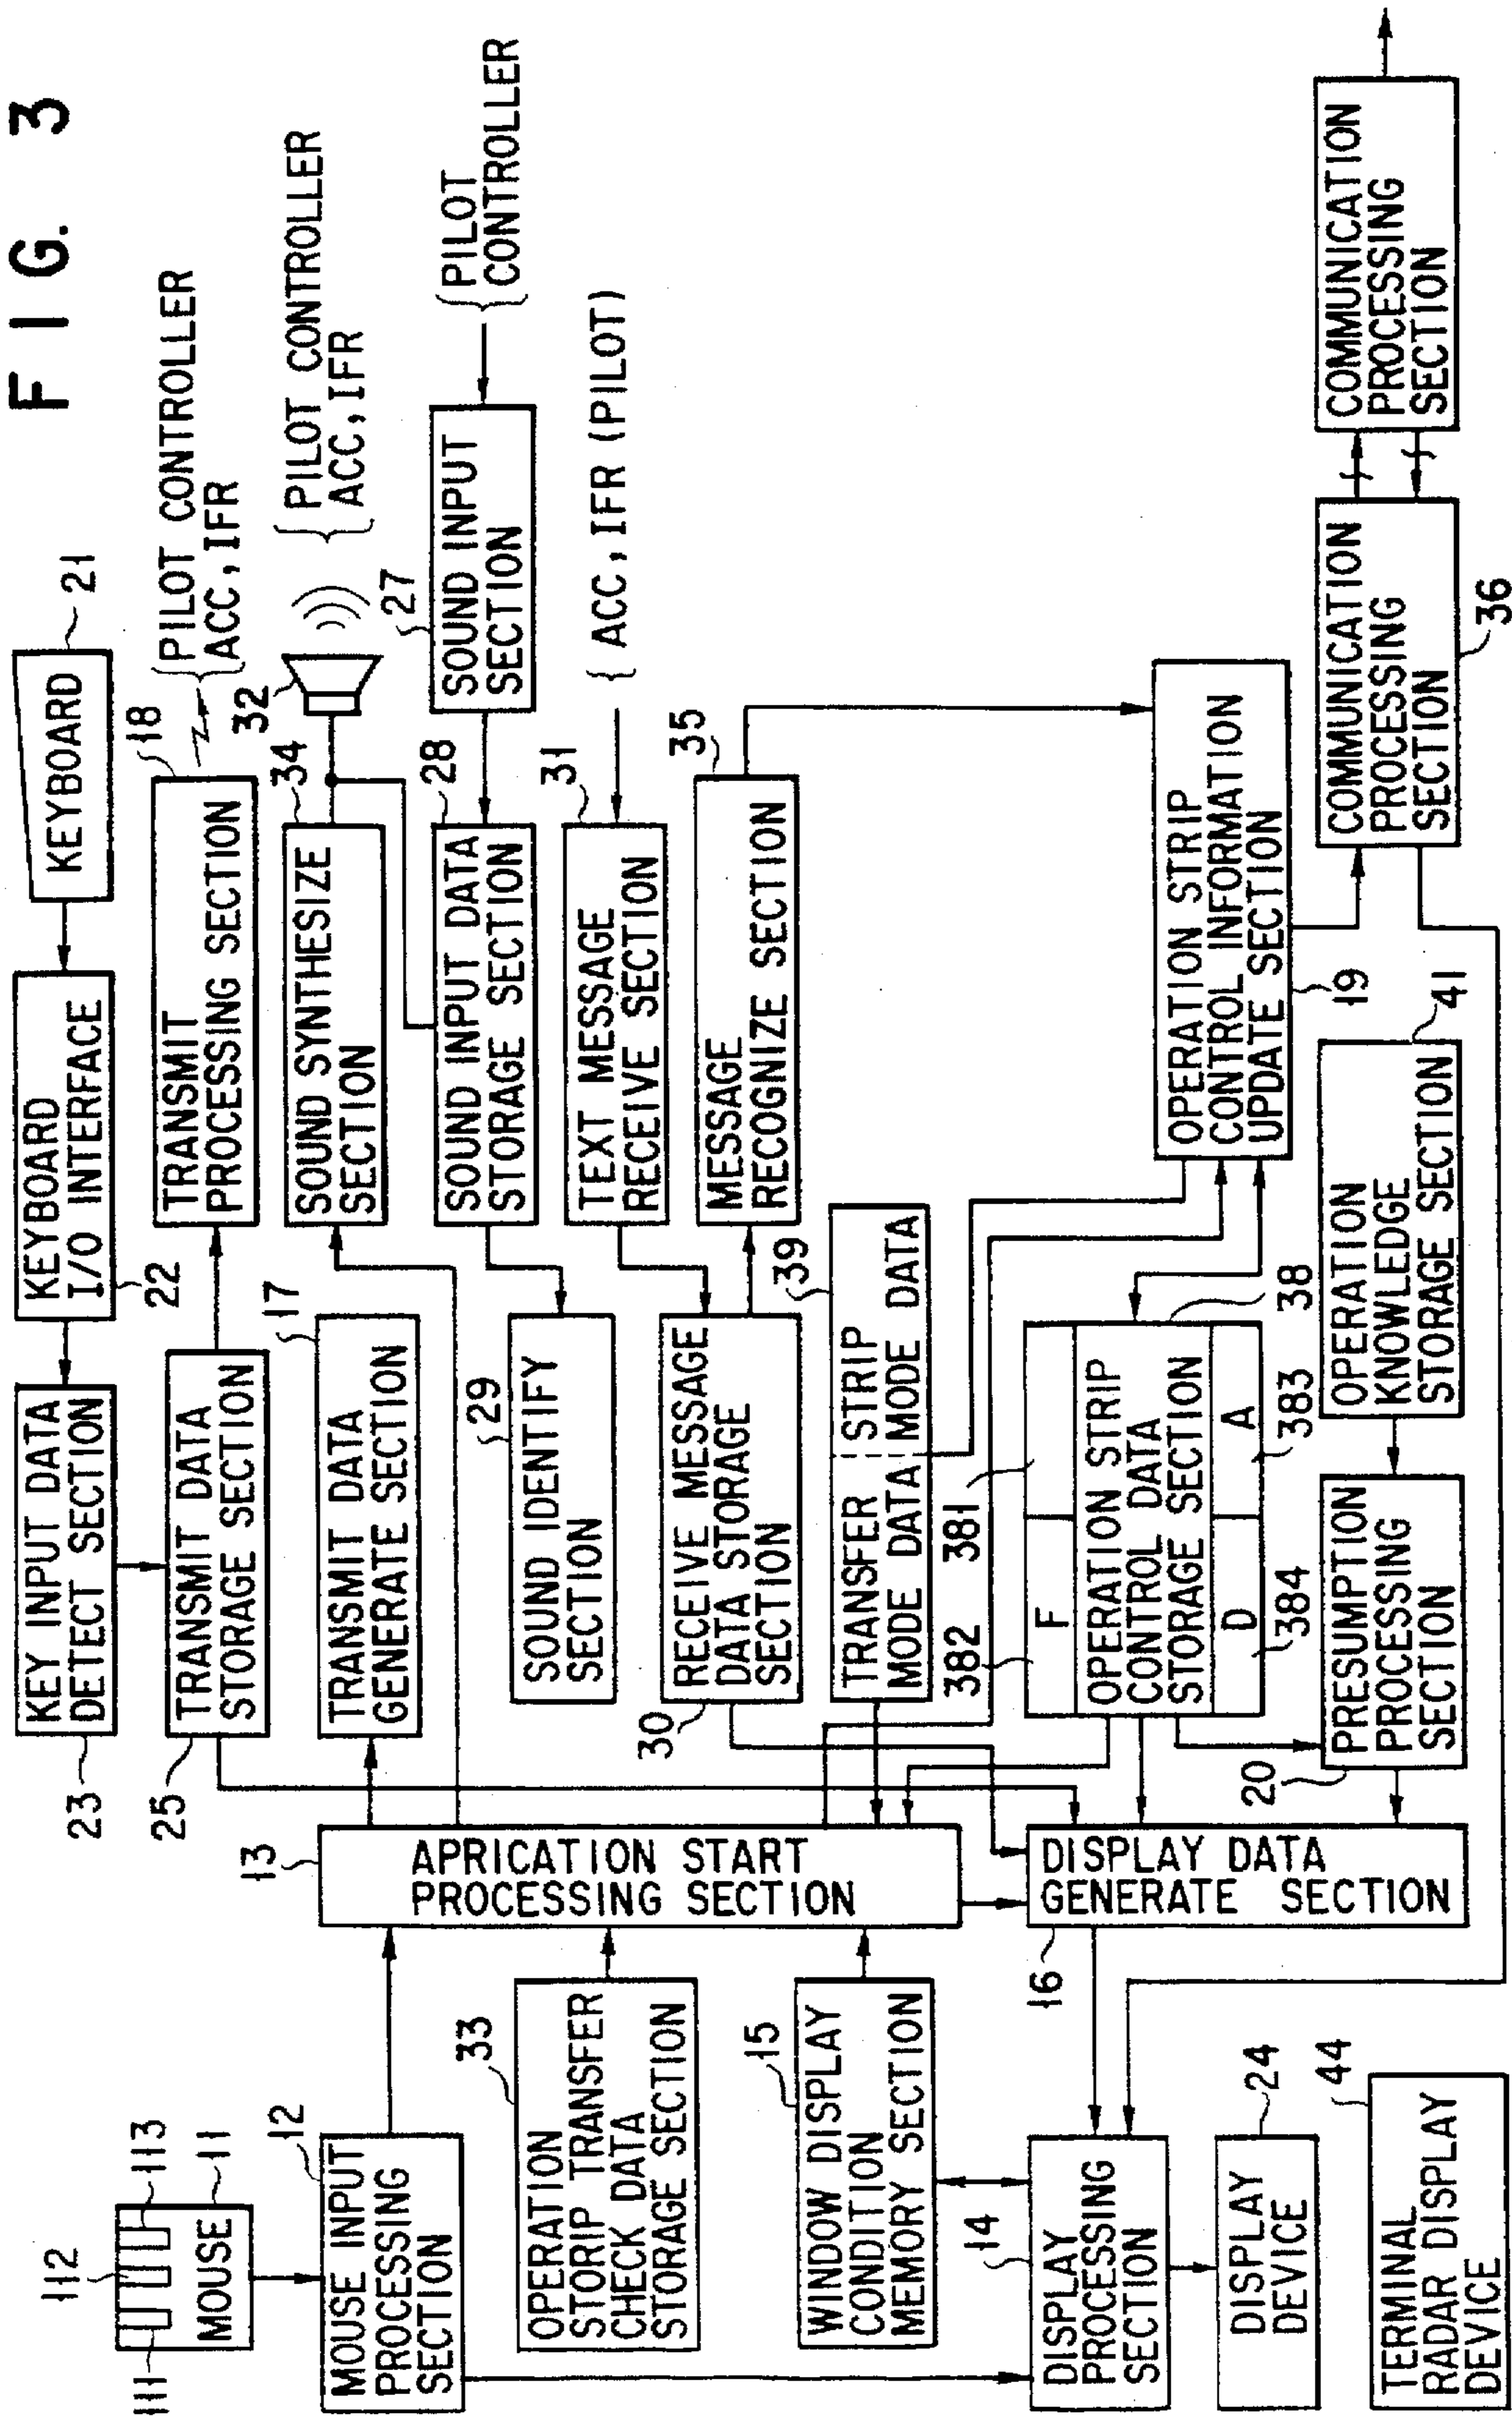 FIG. 3
112
111
113
11
MOUSE
12
MOUSE INPUT
PROCESSING
SECTION
33
OPERATION
STORIP TRANSFER
CHECK DATA
STORAGE SECTION
15
WINDOW DISPLAY
CONDITION
MEMORY SECTION
14
DISPLAY
PROCESSING
SECTION
24
DISPLAY
DEVICE
44
TERMINAL
RADAR DISPLAY
DEVICE
13
APRICATION START
PROCESSING SECTION
16
DISPLAY DATA
GENERATE SECTION
23
KEY INPUT DATA
DETECT SECTION
25
TRANSMIT DATA
STORAGE SECTION
17
TRANSMIT DATA
GENERATE SECTION
29
SOUND IDENTIFY
SECTION
30
RECEIVE MESSAGE
DATA STORAGE
SECTION
39
TRANSFER
MODE DATA
STRIP
MODE DATA
382
381
F
OPERATION STRIP
CONTROL DATA
STORAGE SECTION
D
A
384
383
38
20
PRESUMPTION
PROCESSING
SECTION
OPERATION
KNOWLEDGE
STORAGE SECTION
41
22
KEYBOARD
I/O INTERFACE
KEYBOARD
21
18
TRANSMIT
PROCESSING SECTION
PILOT CONTROLLER
ACC, IFR
34
SOUND SYNTHESIZE
SECTION
32
PILOT CONTROLLER
ACC, IFR
28
SOUND INPUT DATA
STORAGE SECTION
27
SOUND INPUT
SECTION
PILOT
CONTROLLER
31
TEXT MESSAGE
RECEIVE SECTION
ACC, IFR (PILOT)
35
MESSAGE
RECOGNIZE SECTION
OPERATION STRIP
CONTROL INFORMATION
UPDATE SECTION
19
COMMUNICATION
PROCESSING
SECTION
36
COMMUNICATION
PROCESSING
SECTION